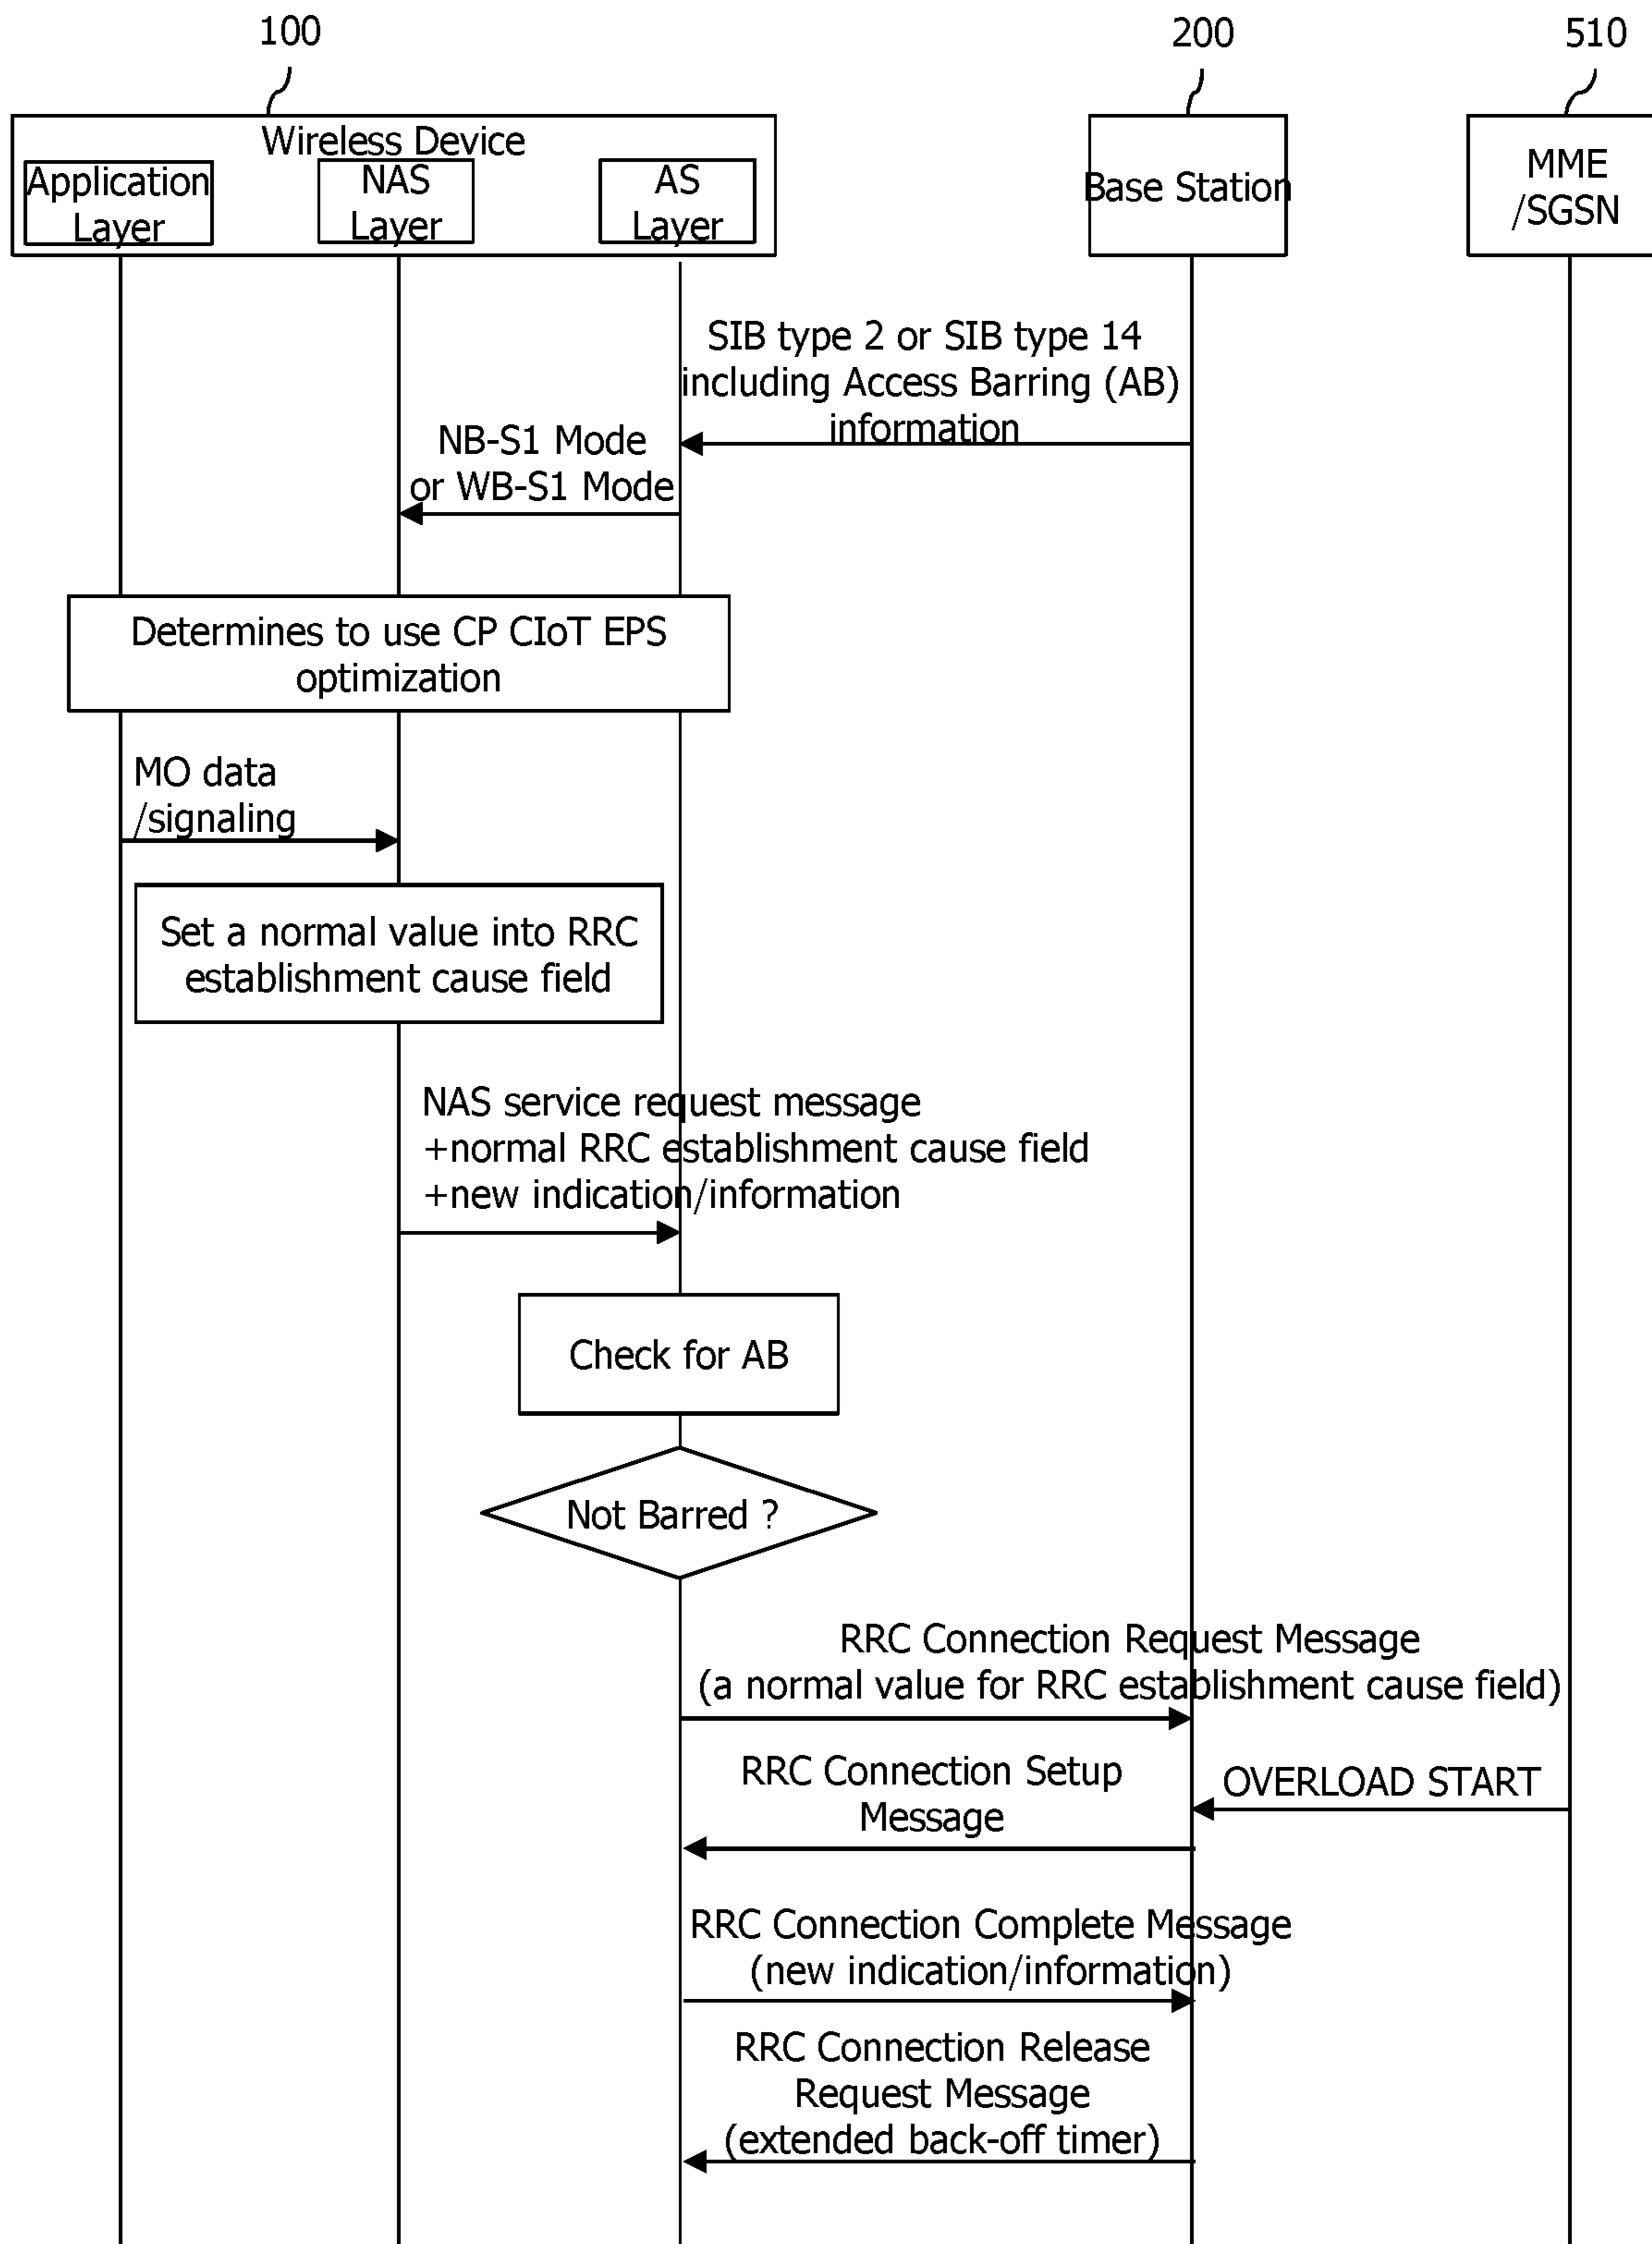 100
200
510
Wireless Device
Application
Layer
NAS
Layer
AS
Layer
Base Station
MME
/SGSN
SIB type 2 or SIB type 14
including Access Barring (AB)
information
NB-S1 Mode
or WB-S1 Mode
Determines to use CP CIoT EPS
optimization
MO data
/signaling
Set a normal value into RRC
establishment cause field
NAS service request message
+normal RRC establishment cause field
+new indication/information
Check for AB
Not Barred ?
RRC Connection Request Message
(a normal value for RRC establishment cause field)
RRC Connection Setup
Message
OVERLOAD START
RRC Connection Complete Message
(new indication/information)
RRC Connection Release
Request Message
(extended back-off timer)